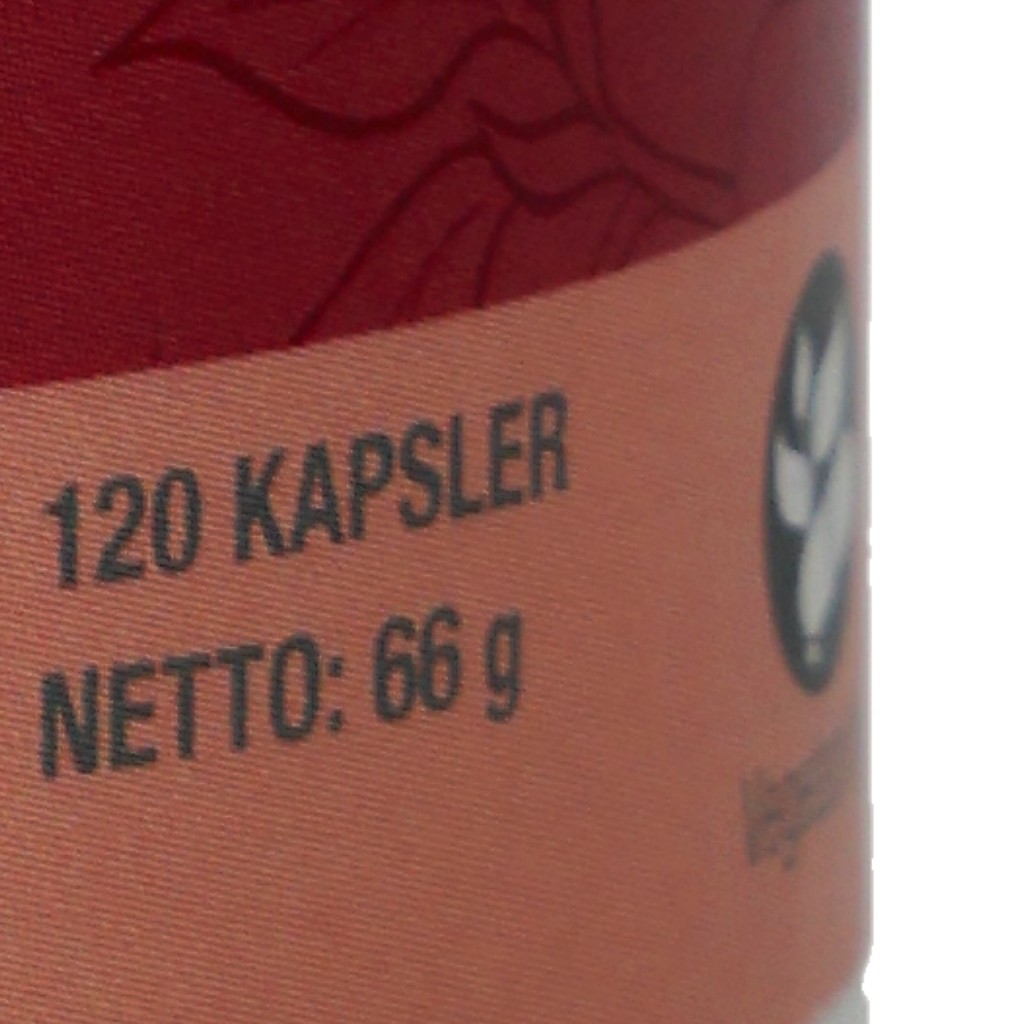 120 KAPSLER
NETTO: 66 g